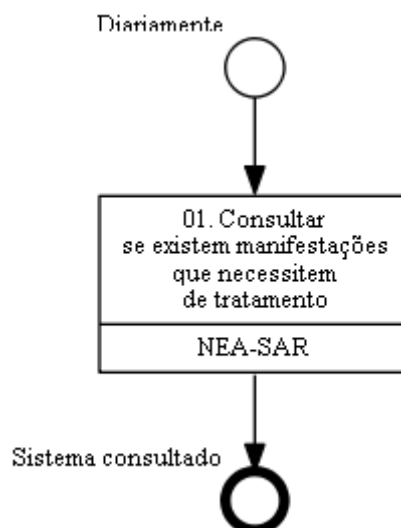 Diariamente
01. Consultar
se existem manifestações
que necessitem
de tratamento
NEA-SAR
Sistema consultado